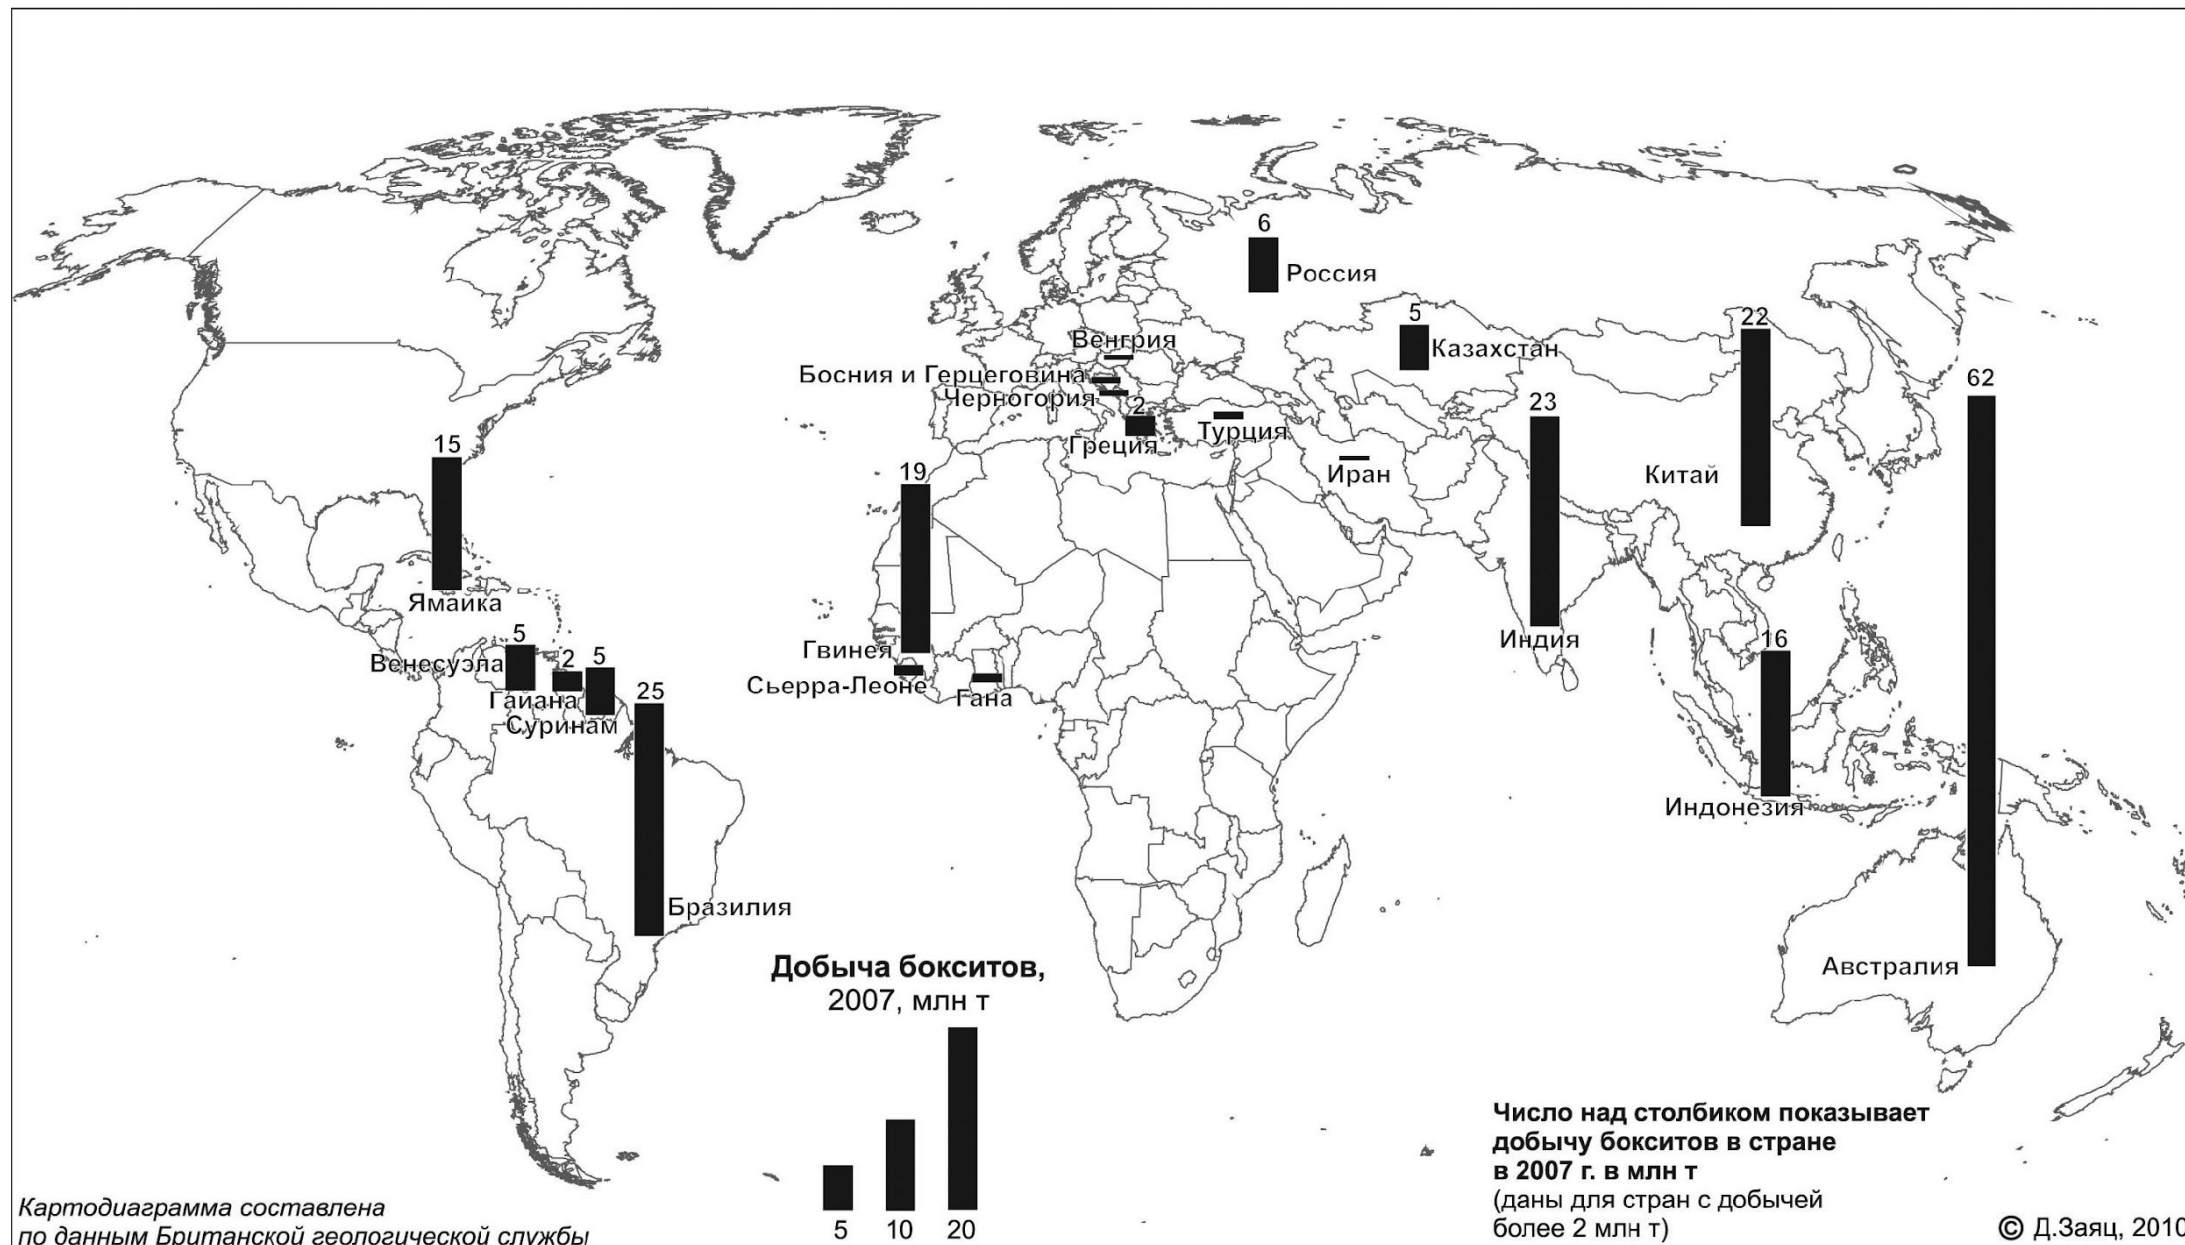 6
Россия
5
Казахстан
22
Китай
62
Венгрия
Босния и Герцеговина
Черногория
2
Греция
Турция
Иран
23
Индия
15
Ямайка
19
Гвинея
Сьерра-Леоне
Гана
5
Венесуэла
2
Гайана
5
Суринам
25
Бразилия
16
Индонезия
Австралия
Добыча бокситов,
2007, млн т
5
10
20
Число над столбиком показывает
добычу бокситов в стране
в 2007 г. в млн т
(даны для стран с добычей
более 2 млн т)
Картодиаграмма составлена
по данным Британской геологической службы
© Д.Заяц, 2010